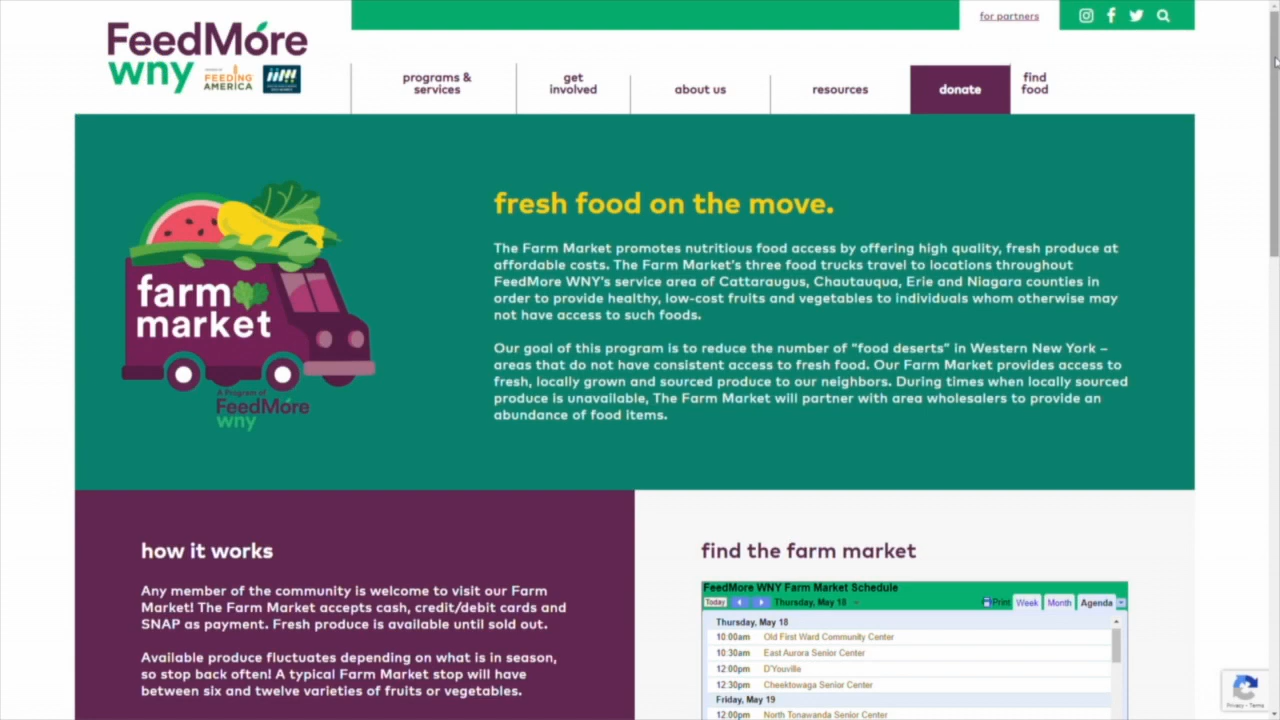 for partners
FeedMore
wny
FEEDING
AMERICA
programs &
services
get
involved
about us
resources
donate
find
food
farm
market
A Program of
FeedMore
wny
fresh food on the move.
The Farm Market promotes nutritious food access by offering high quality, fresh produce at
affordable costs. The Farm Market's three food trucks travel to locations throughout
FeedMore WNY's service area of Cattaraugus, Chautauqua, Erie and Niagara counties in
order to provide healthy, low-cost fruits and vegetables to individuals whom otherwise may
not have access to such foods.
Our goal of this program is to reduce the number of "food deserts" in Western New York –
areas that do not have consistent access to fresh food. Our Farm Market provides access to
fresh, locally grown and sourced produce to our neighbors. During times when locally sourced
produce is unavailable, The Farm Market will partner with area wholesalers to provide an
abundance of food items.
how it works
Any member of the community is welcome to visit our Farm
Market! The Farm Market accepts cash, credit/debit cards and
SNAP as payment. Fresh produce is available until sold out.
Available produce fluctuates depending on what is in season,
so stop back often! A typical Farm Market stop will have
between six and twelve varieties of fruits or vegetables.
find the farm market
FeedMore WNY Farm Market Schedule
Today Thursday, May 18 Print Week Month Agenda
Thursday, May 18
10:00am Old First Ward Community Center
10:30am East Aurora Senior Center
12:00pm D'Youville
12:30pm Cheektowaga Senior Center
Friday, May 19
12:00pm North Tonawanda Senior Center
Privacy - Terms